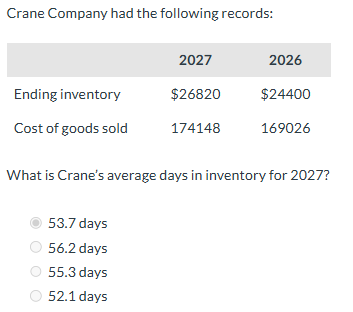 Crane Company had the following records:
2027 2026
Ending inventory $26820 $24400
Cost of goods sold 174148 169026
What is Crane's average days in inventory for 2027?
53.7 days
56.2 days
55.3 days
52.1 days